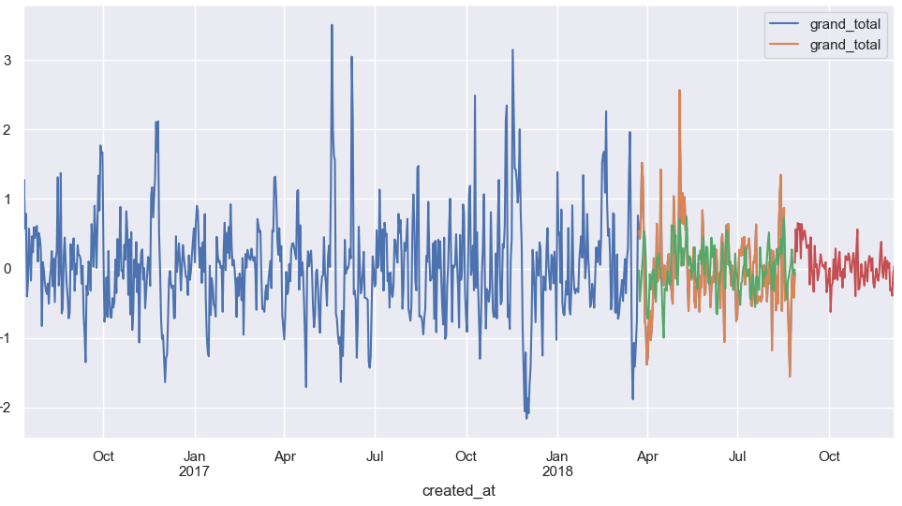 grand_total
grand_total
3
2
1
0
-1
-2
Oct Jan Apr Jul Oct Jan Apr Jul Oct
2017 2018
created_at